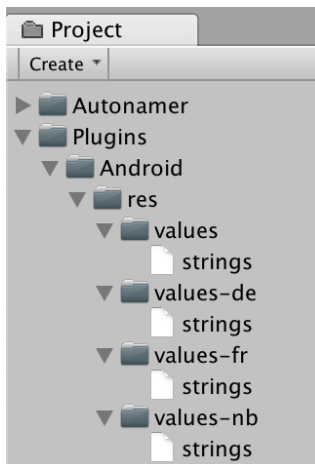 Project
Create
Autonamer
Plugins
Android
res
values
strings
values-de
strings
values-fr
strings
values-nb
strings